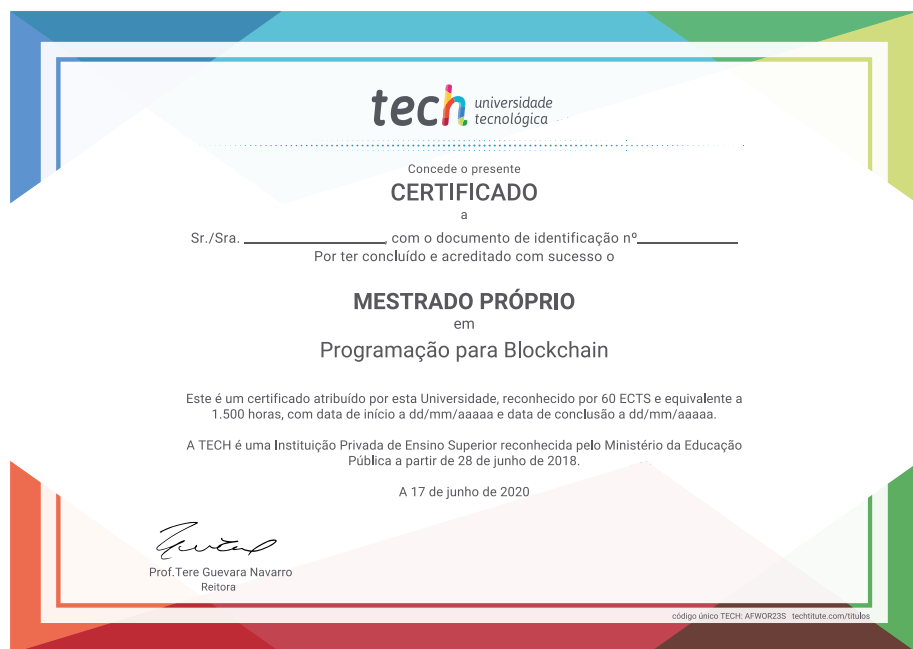 tech universidade
tecnológica
Concede o presente
CERTIFICADO
a
Sr./Sra. ____________________, com o documento de identificação nº______________
Por ter concluído e acreditado com sucesso o
MESTRADO PRÓPRIO
em
Programação para Blockchain
Este é um certificado atribuído por esta Universidade, reconhecido por 60 ECTS e equivalente a
1.500 horas, com data de início a dd/mm/aaaaa e data de conclusão a dd/mm/aaaaa.
A TECH é uma Instituição Privada de Ensino Superior reconhecida pelo Ministério da Educação
Pública a partir de 28 de junho de 2018.
A 17 de junho de 2020
Prof.Tere Guevara Navarro
Reitora
código único TECH: AFWOR23S techtitute.com/titulos